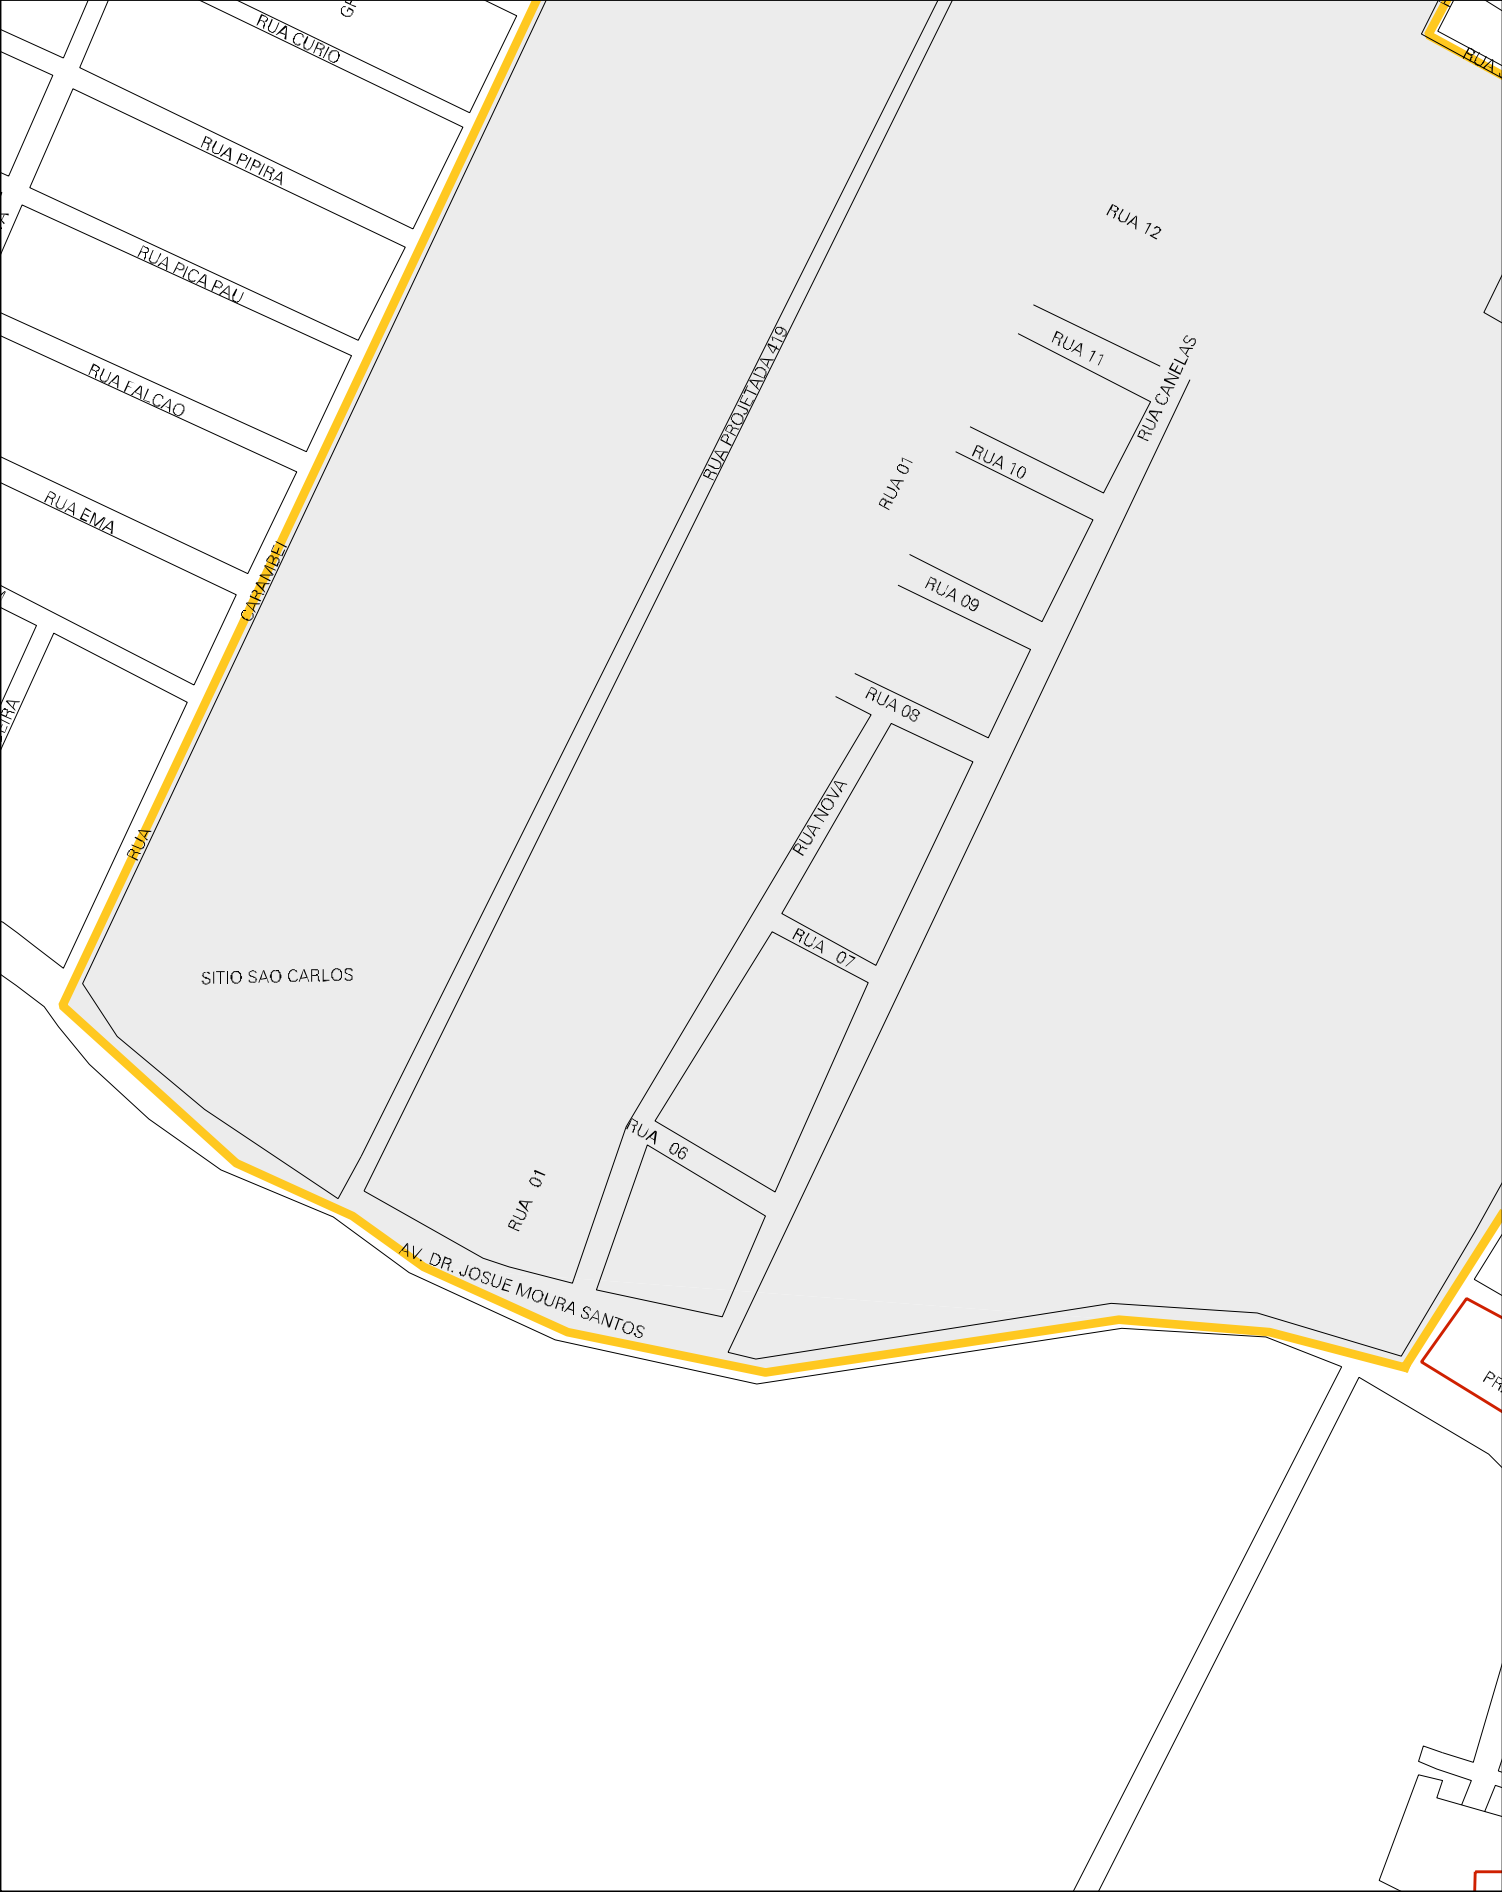 RUA CURIO
RUA PIPIRA
RUA 12
RUA PICA PAU
RUA PROJETADA 419
RUA 11
RUA CANELAS
RUA FALCAO
RUA 10
RUA 01
RUA EMA
RUA CARAMBEI
RUA 09
RUA 08
RUA NOVA
RUA 07
SITIO SAO CARLOS
RUA 06
RUA 01
AV. DR. JOSUE MOURA SANTOS